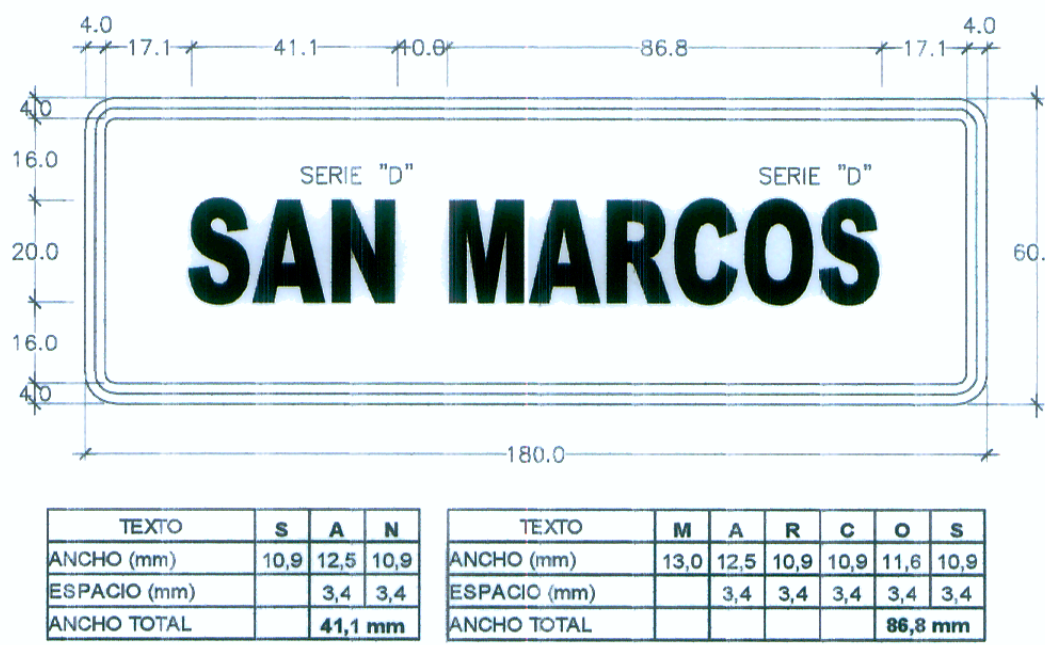 4.0 4.0
17.1 41.1 10.0 86.8 17.1
4.0
16.0
SERIE "D" SERIE "D"
SAN MARCOS
20.0 60.
16.0
4.0
180.0
TEXTO S A N
ANCHO (mm) 10,9 12,5 10,9
ESPACIO (mm) 3,4 3,4
ANCHO TOTAL 41,1 mm
TEXTO M A R C O S
ANCHO (mm) 13,0 12,5 10,9 10,9 11,6 10,9
ESPACIO (mm) 3,4 3,4 3,4 3,4 3,4
ANCHO TOTAL 86,8 mm